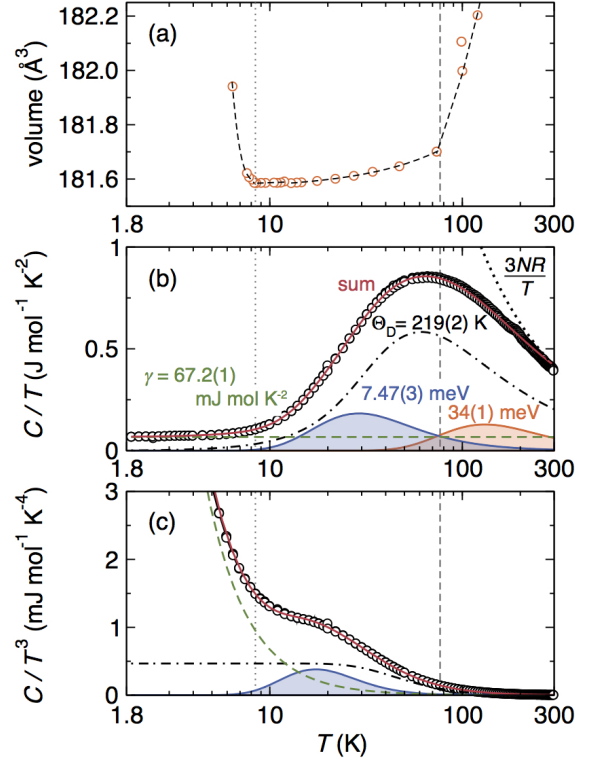 (a)
volume (Å³)
182.2
182.0
181.8
181.6
1.8
10
100
300
(b)
C / T (J mol⁻¹ K⁻²)
1
0.5
0
sum
3NR
T
Θ_D = 219(2) K
γ = 67.2(1)
mJ mol K⁻²
7.47(3) meV
34(1) meV
1.8
10
100
300
(c)
C / T³ (mJ mol⁻¹ K⁻⁴)
3
2
1
0
1.8
10
100
300
T (K)